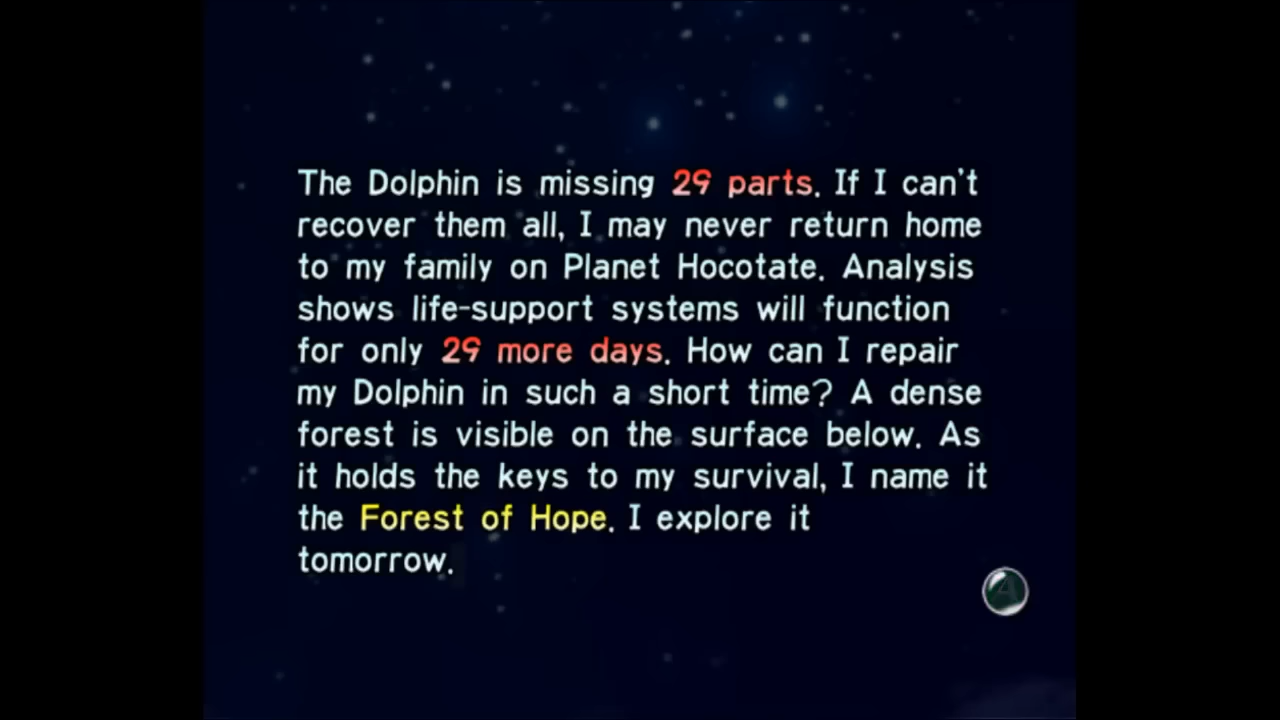 The Dolphin is missing 29 parts. If I can't
recover them all, I may never return home
to my family on Planet Hocotate. Analysis
shows life-support systems will function
for only 29 more days. How can I repair
my Dolphin in such a short time? A dense
forest is visible on the surface below. As
it holds the keys to my survival, I name it
the Forest of Hope. I explore it
tomorrow.
A